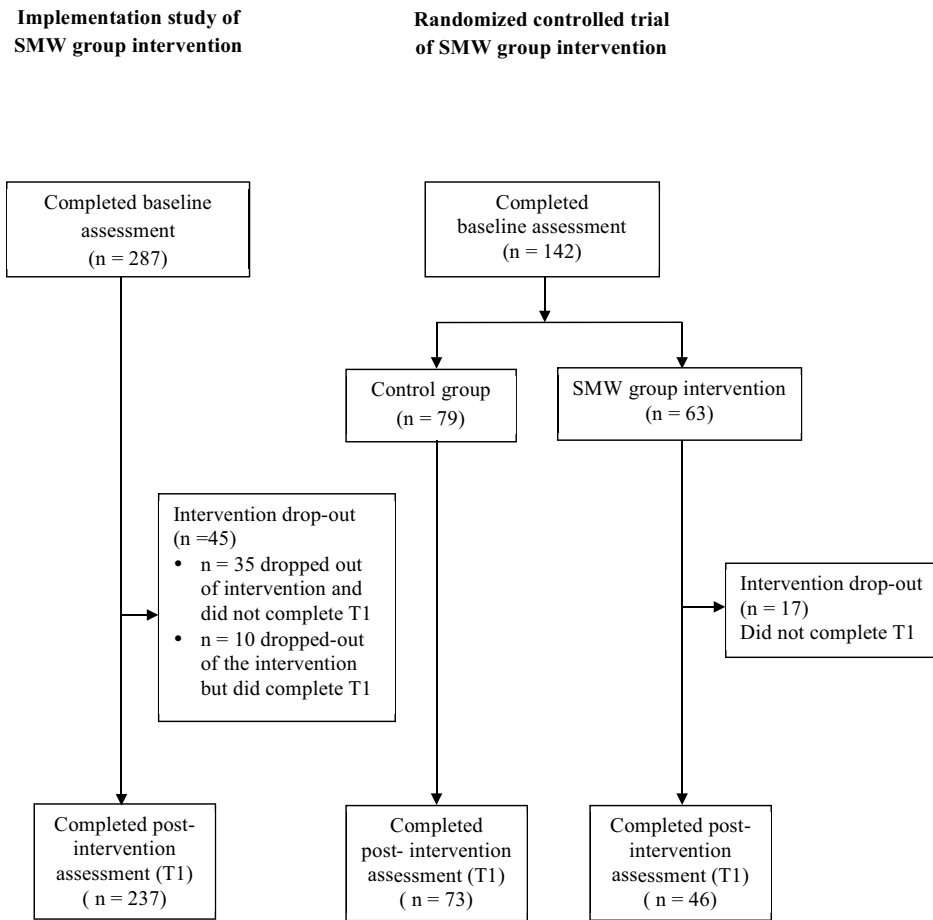 Implementation study of
SMW group intervention
Randomized controlled trial
of SMW group intervention
Completed baseline
assessment
(n = 287)
Completed
baseline assessment
(n = 142)
Control group
(n = 79)
SMW group intervention
(n = 63)
Intervention drop-out
(n =45)
• n = 35 dropped out
of intervention and
did not complete T1
• n = 10 dropped-out
of the intervention
but did complete T1
Intervention drop-out
(n = 17)
Did not complete T1
Completed post-
intervention
assessment (T1)
( n = 237)
Completed
post- intervention
assessment (T1)
( n = 73)
Completed post-
intervention
assessment (T1)
( n = 46)